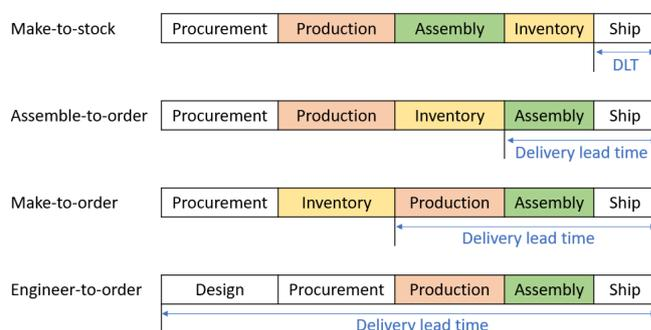 Make-to-stock Procurement Production Assembly Inventory Ship
DLT
Assemble-to-order Procurement Production Inventory Assembly Ship
Delivery lead time
Make-to-order Procurement Inventory Production Assembly Ship
Delivery lead time
Engineer-to-order Design Procurement Production Assembly Ship
Delivery lead time